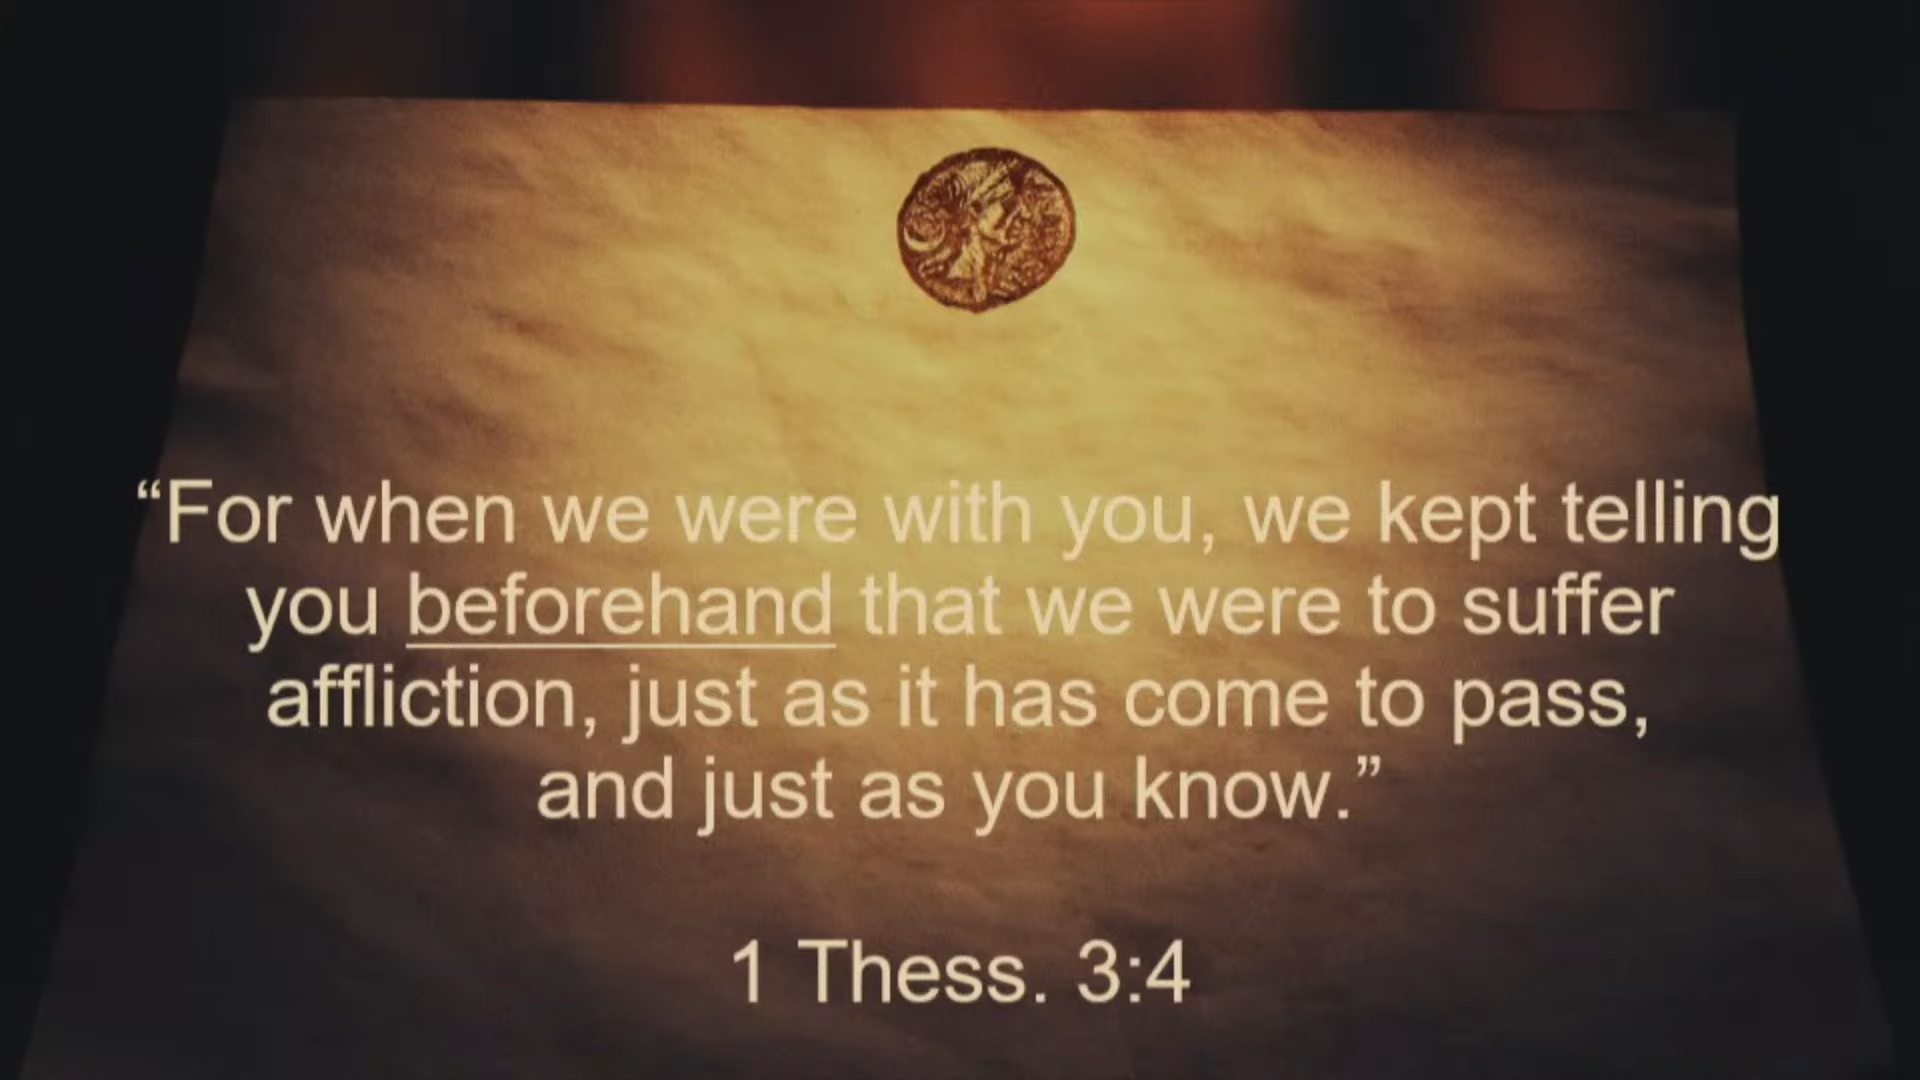 “For when we were with you, we kept telling
you beforehand that we were to suffer
affliction, just as it has come to pass,
and just as you know.”
1 Thess. 3:4